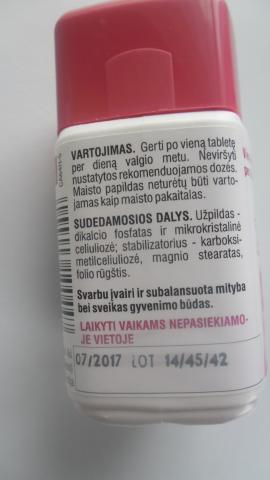 VARTOJIMAS. Gerti po vieną tabletę
per dieną valgio metu. Neviršyti
nustatytos rekomenduojamos dozės.
Maisto papildas neturėtų būti varto-
jamas kaip maisto pakaitalas.
SUDEDAMOSIOS DALYS. Užpildas -
dikalcio fosfatas ir mikrokristalinė
celiuliozė; stabilizatorius - karboksi-
metilceliuliozė, magnio stearatas,
folio rūgštis.
Svarbu įvairi ir subalansuota mityba
bei sveikas gyvenimo būdas.
LAIKYTI VAIKAMS NEPASIEKIAMO-
JE VIETOJE
07/2017 LOT 14/45/42